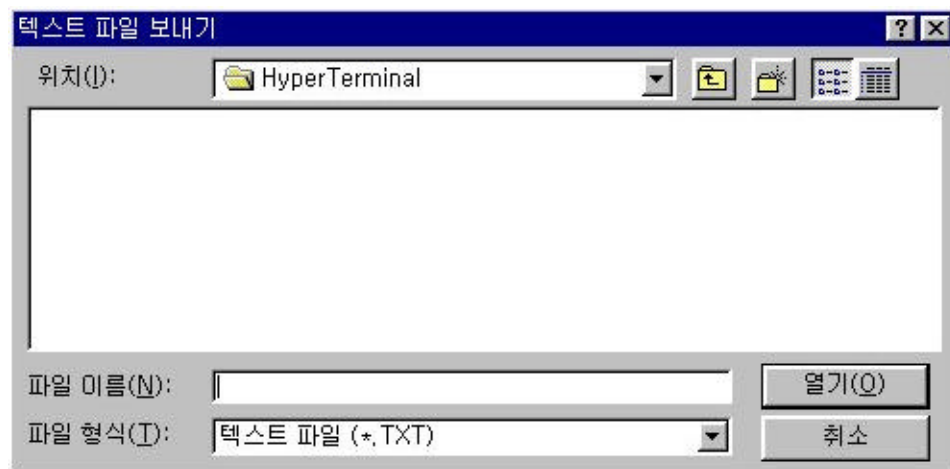 텍스트 파일 보내기
위치(I):
HyperTerminal
파일 이름(N):
열기(O)
파일 형식(T):
텍스트 파일 (*.TXT)
취소